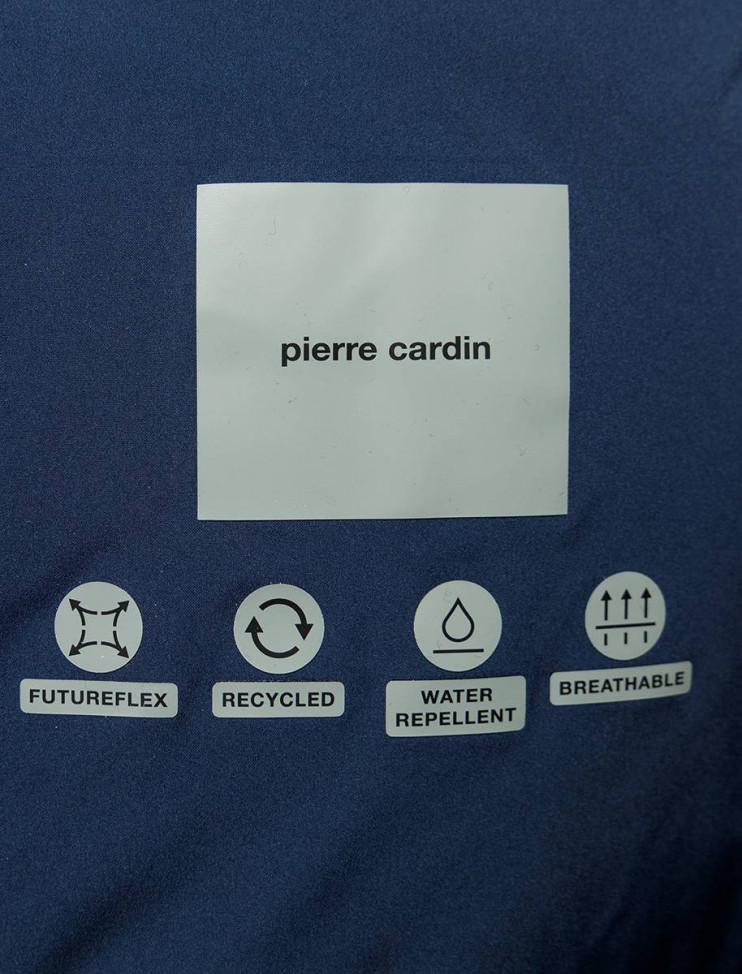 pierre cardin
FUTUREFLEX
RECYCLED
WATER
REPELLENT
BREATHABLE